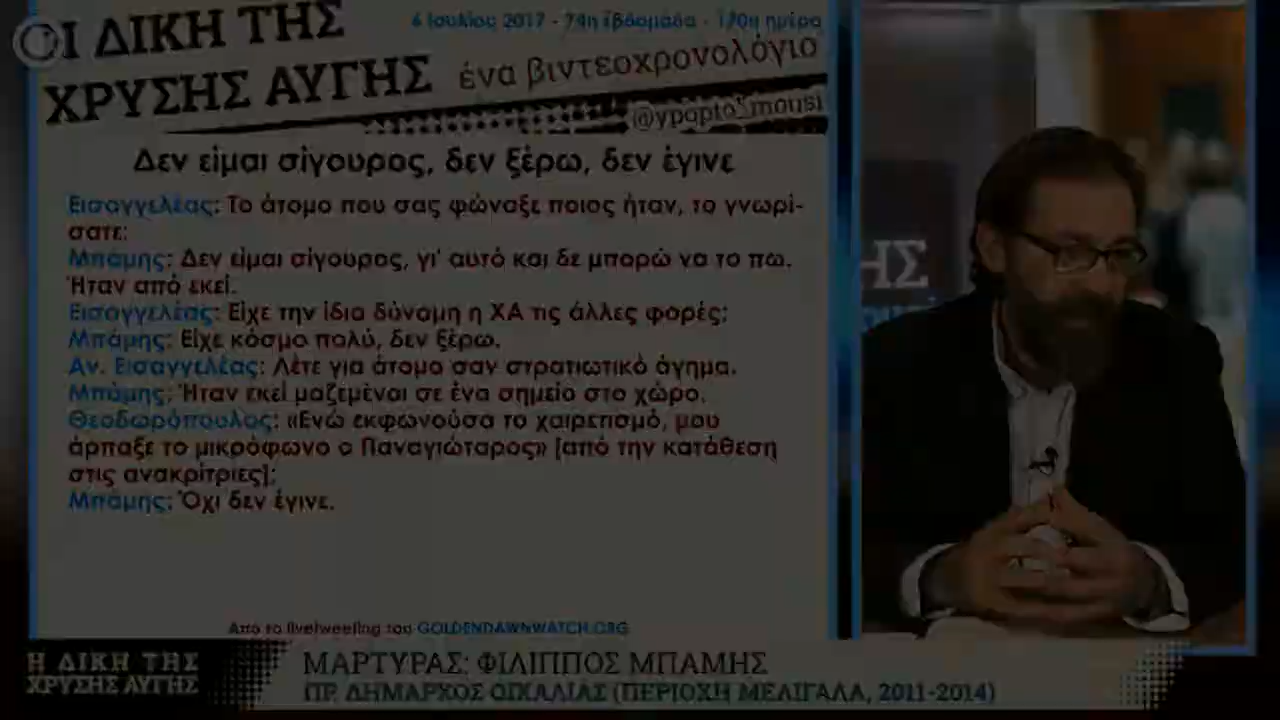 ΟΙ ΔΙΚΗ ΤΗΣ
ΧΡΥΣΗΣ ΑΥΓΗΣ
6 Ιουλίου 2017 - 74η εβδομάδα - 170η ημέρα
ένα βιντεοχρονολόγιο
@ypopto_mousi
Δεν είμαι σίγουρος, δεν ξέρω, δεν έγινε
Εισαγγελέας: Το άτομο που σας φώναξε ποιος ήταν, το γνωρί-
σατε;
Μπάμης: Δεν είμαι σίγουρος, γι' αυτό και δε μπορώ να το πω.
Ήταν από εκεί.
Εισαγγελέας: Είχε την ίδια δύναμη η ΧΑ τις άλλες φορές;
Μπάμης: Είχε κόσμο πολύ, δεν ξέρω.
Αν. Εισαγγελέας: Λέτε για άτομα σαν στρατιωτικό άγημα.
Μπάμης: Ήταν εκεί μαζεμένοι σε ένα σημείο στο χώρο.
Θεοδωρόπουλος: «Ενώ εκφωνούσα το χαιρετισμό, μου
άρπαξε το μικρόφωνο ο Παναγιώταρος» [από την κατάθεση
στις ανακρίτριες];
Μπάμης: Όχι δεν έγινε.
Από το livetweeting του GOLDENDAWNWATCH.ORG
ΗΣ
Η ΔΙΚΗ ΤΗΣ
ΧΡΥΣΗΣ ΑΥΓΗΣ
ΜΑΡΤΥΡΑΣ: ΦΙΛΙΠΠΟΣ ΜΠΑΜΗΣ
ΠΡ. ΔΗΜΑΡΧΟΣ ΟΙΧΑΛΙΑΣ (ΠΕΡΙΟΧΗ ΜΕΛΙΓΑΛΑ, 2011-2014)